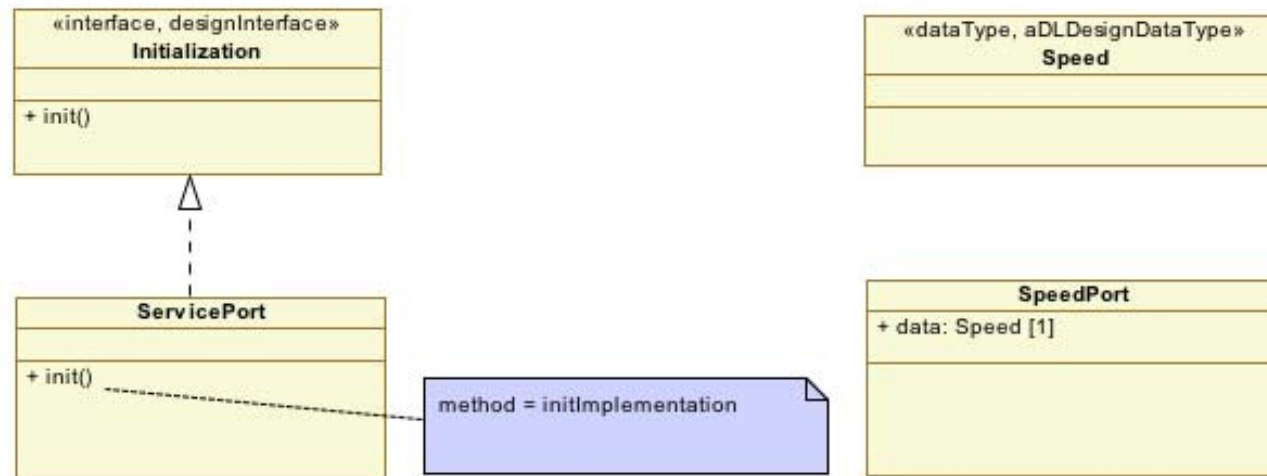 «interface, designInterface»
Initialization
+ init()
«dataType, aDLDesignDataType»
Speed
ServicePort
+ init()
method = initImplementation
SpeedPort
+ data: Speed [1]